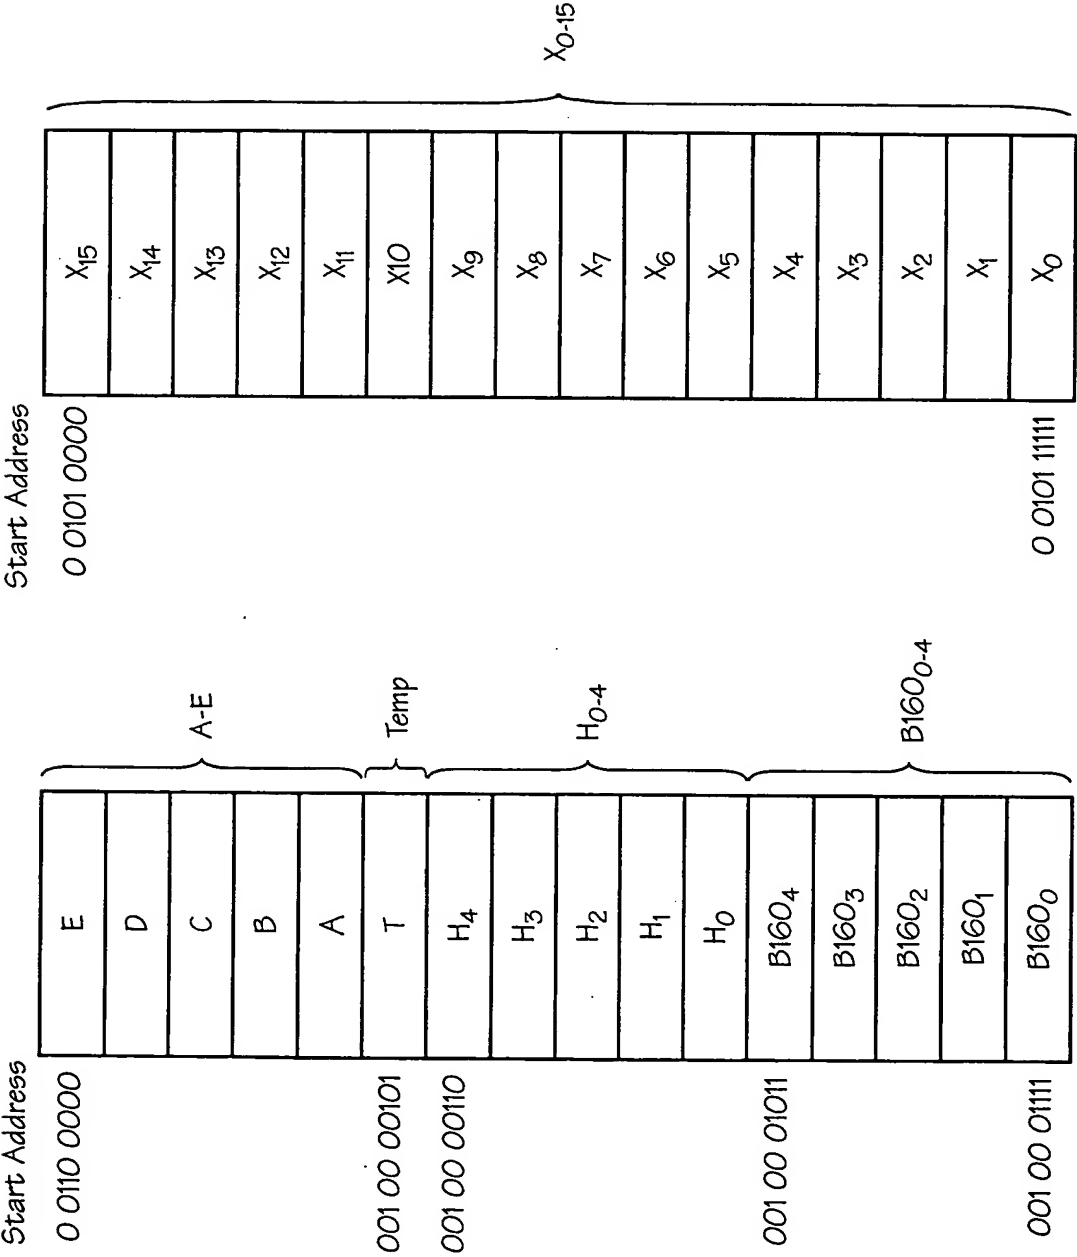 Start Address
0 0110 0000
E
D
C
B
A
A-E
001 00 00101
T
Temp
001 00 00110
H4
H3
H2
H1
H0
H0-4
001 00 01011
B1604
B1603
B1602
B1601
001 00 01111
B1600
B1600-4
Start Address
0 0101 0000
X15
X14
X13
X12
X11
X10
X9
X8
X7
X6
X5
X4
X3
X2
X1
0 0101 11111
X0
X0-15